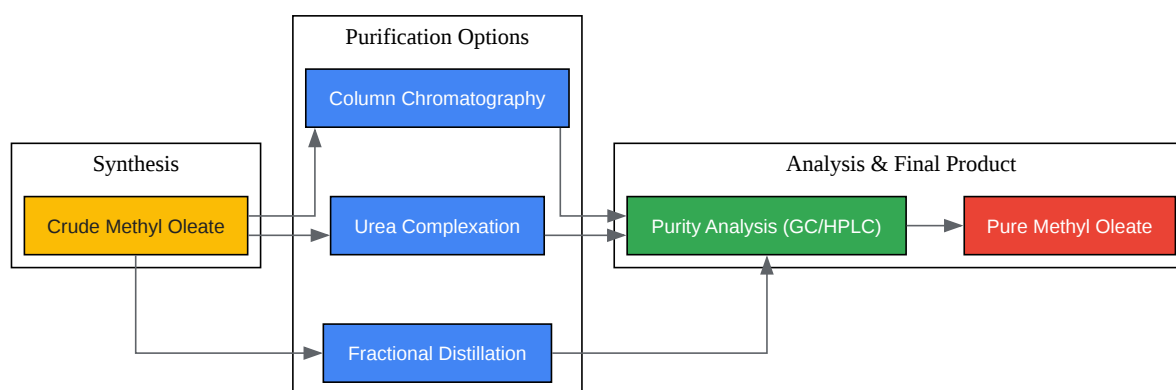 Purification Options
Column Chromatography
Synthesis
Analysis & Final Product
Crude Methyl Oleate
Urea Complexation
Purity Analysis (GC/HPLC)
Pure Methyl Oleate
Fractional Distillation